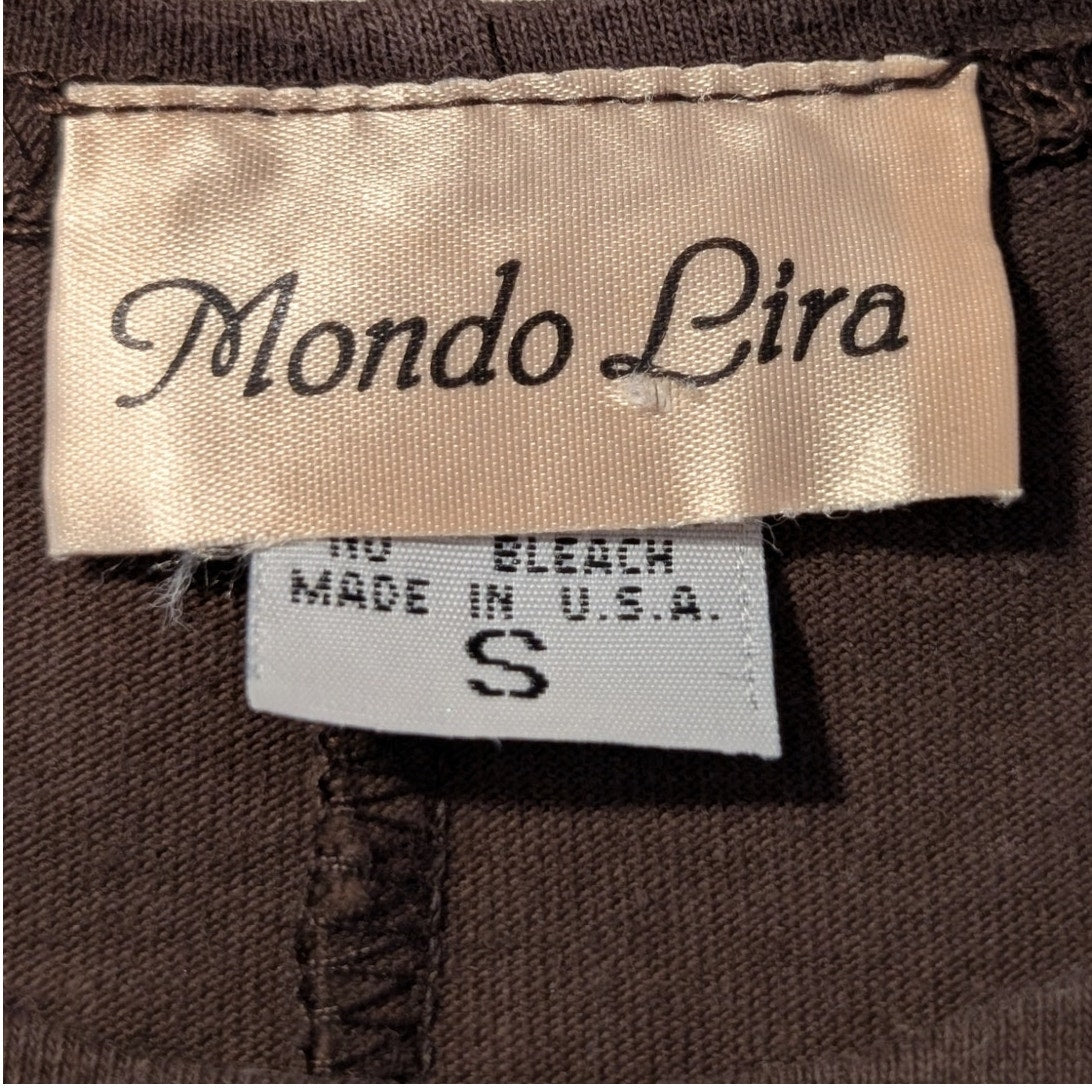 Mondo Lira
NO BLEACH
MADE IN U.S.A.
S